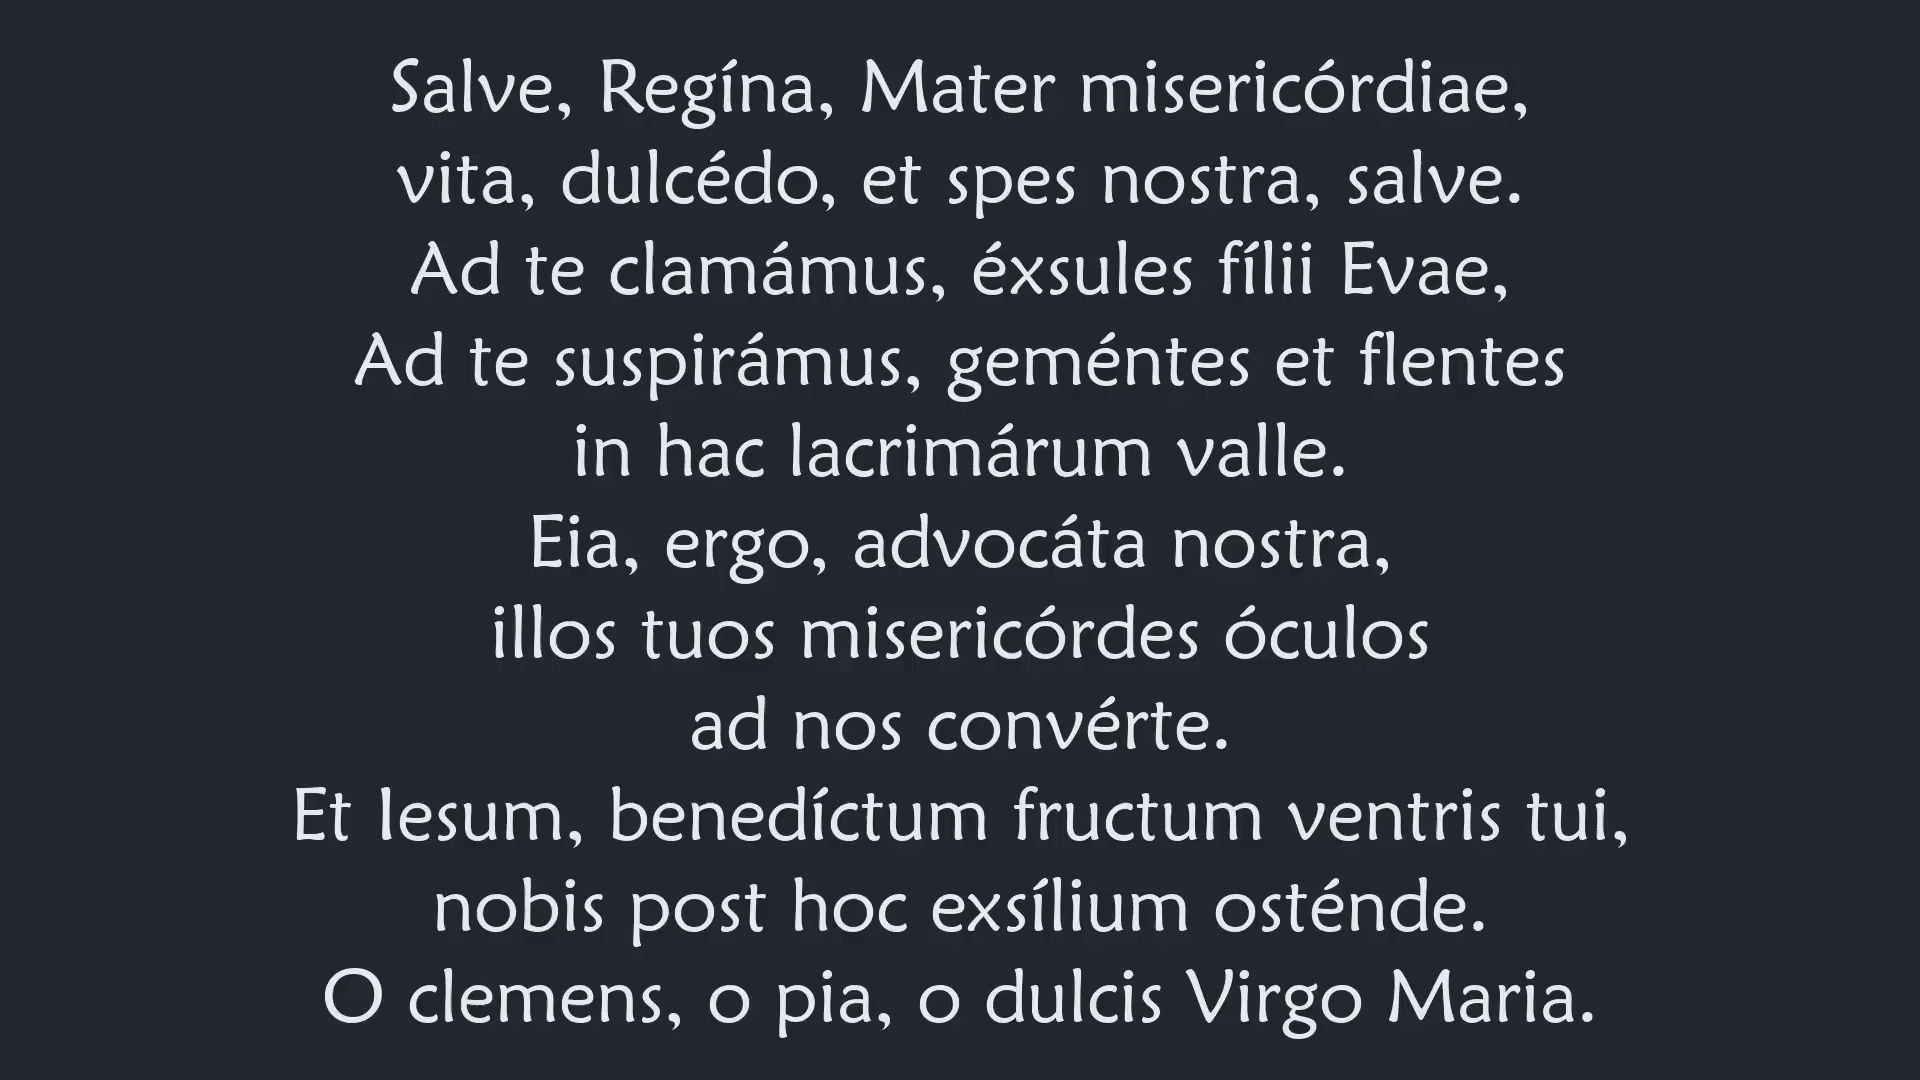 Salve, Regína, Mater misericórdiae,
vita, dulcédo, et spes nostra, salve.
Ad te clamámus, éxsules fílii Evae,
Ad te suspirámus, geméntes et flentes
in hac lacrimárum valle.
Eia, ergo, advocáta nostra,
illos tuos misericórdes óculos
ad nos convérte.
Et Iesum, benedíctum fructum ventris tui,
nobis post hoc exsílium osténde.
O clemens, o pia, o dulcis Virgo Maria.